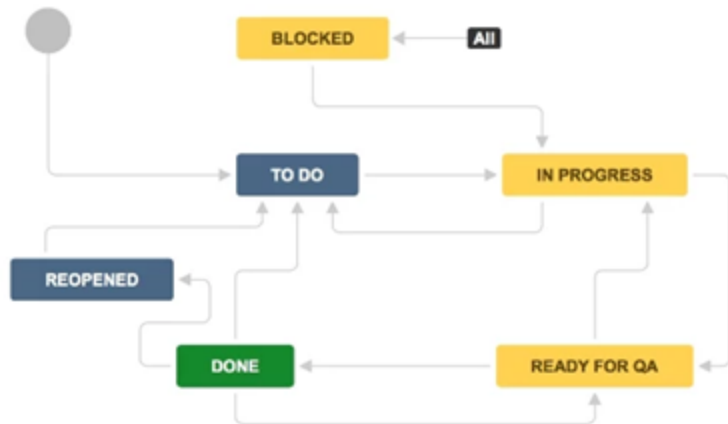 BLOCKED
All
TO DO
IN PROGRESS
REOPENED
DONE
READY FOR QA